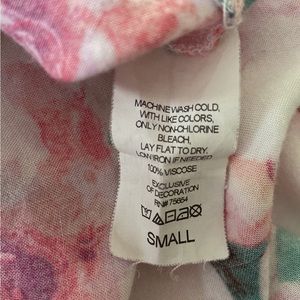 MACHINE WASH COLD,
WITH LIKE COLORS,
ONLY NON-CHLORINE
BLEACH,
LAY FLAT TO DRY.
LOW IRON IF NEEDED
100% VISCOSE
EXCLUSIVE
OF DECORATION
RN# 75654
SMALL